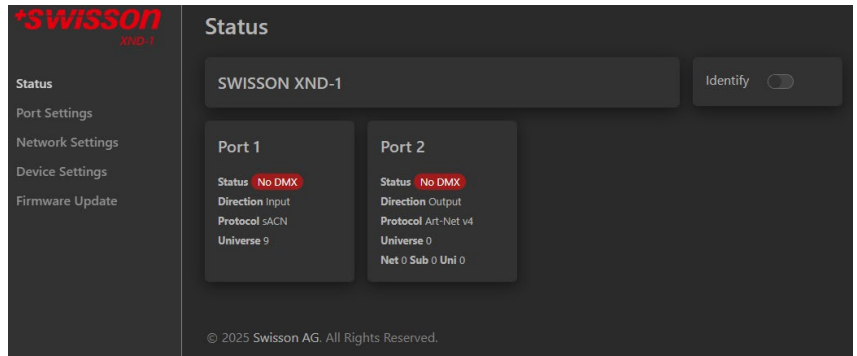 +swisson
XND-1
Status
Port Settings
Network Settings
Device Settings
Firmware Update
Status
SWISSON XND-1
Identify
Port 1
Status No DMX
Direction Input
Protocol sACN
Universe 9
Port 2
Status No DMX
Direction Output
Protocol Art-Net v4
Universe 0
Net 0 Sub 0 Uni 0
© 2025 Swisson AG. All Rights Reserved.